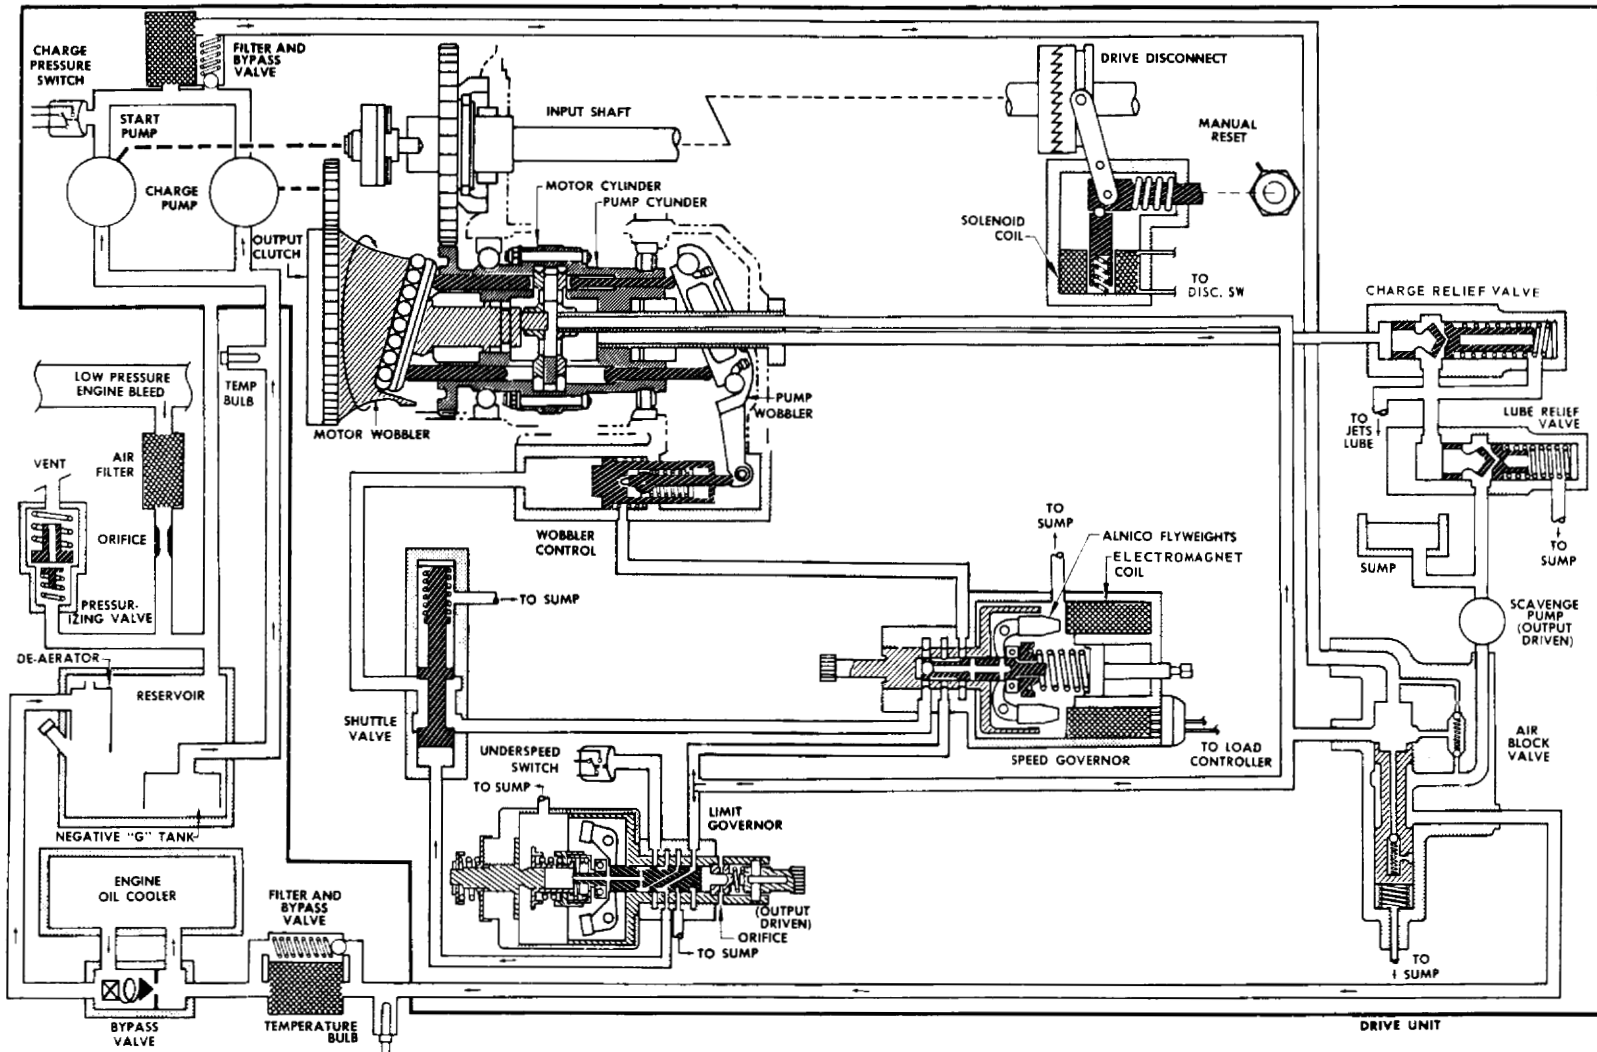 CHARGE
PRESSURE
SWITCH
FILTER AND
BYPASS
VALVE
START
PUMP
CHARGE
PUMP
INPUT SHAFT
DRIVE DISCONNECT
MANUAL
RESET
MOTOR CYLINDER
PUMP CYLINDER
SOLENOID
COIL
TO
DISC. SW
OUTPUT
CLUTCH
CHARGE RELIEF VALVE
LOW PRESSURE
ENGINE BLEED
TEMP
BULB
MOTOR WOBBLER
PUMP
WOBBLER
TO
JETS
LUBE
LUBE RELIEF
VALVE
VENT
AIR
FILTER
ORIFICE
PRESSUR-
IZING VALVE
WOBBLER
CONTROL
TO
SUMP
ALNICO FLYWEIGHTS
ELECTROMAGNET
COIL
SUMP
TO
SUMP
TO SUMP
SCAVENGE
PUMP
(OUTPUT
DRIVEN)
DE-AERATOR
RESERVOIR
SHUTTLE
VALVE
UNDERSPEED
SWITCH
SPEED GOVERNOR
TO LOAD
CONTROLLER
AIR
BLOCK
VALVE
TO SUMP
LIMIT
GOVERNOR
NEGATIVE "G" TANK
ENGINE
OIL COOLER
FILTER AND
BYPASS
VALVE
(OUTPUT
DRIVEN)
ORIFICE
TO SUMP
TO
SUMP
BYPASS
VALVE
TEMPERATURE
BULB
DRIVE UNIT